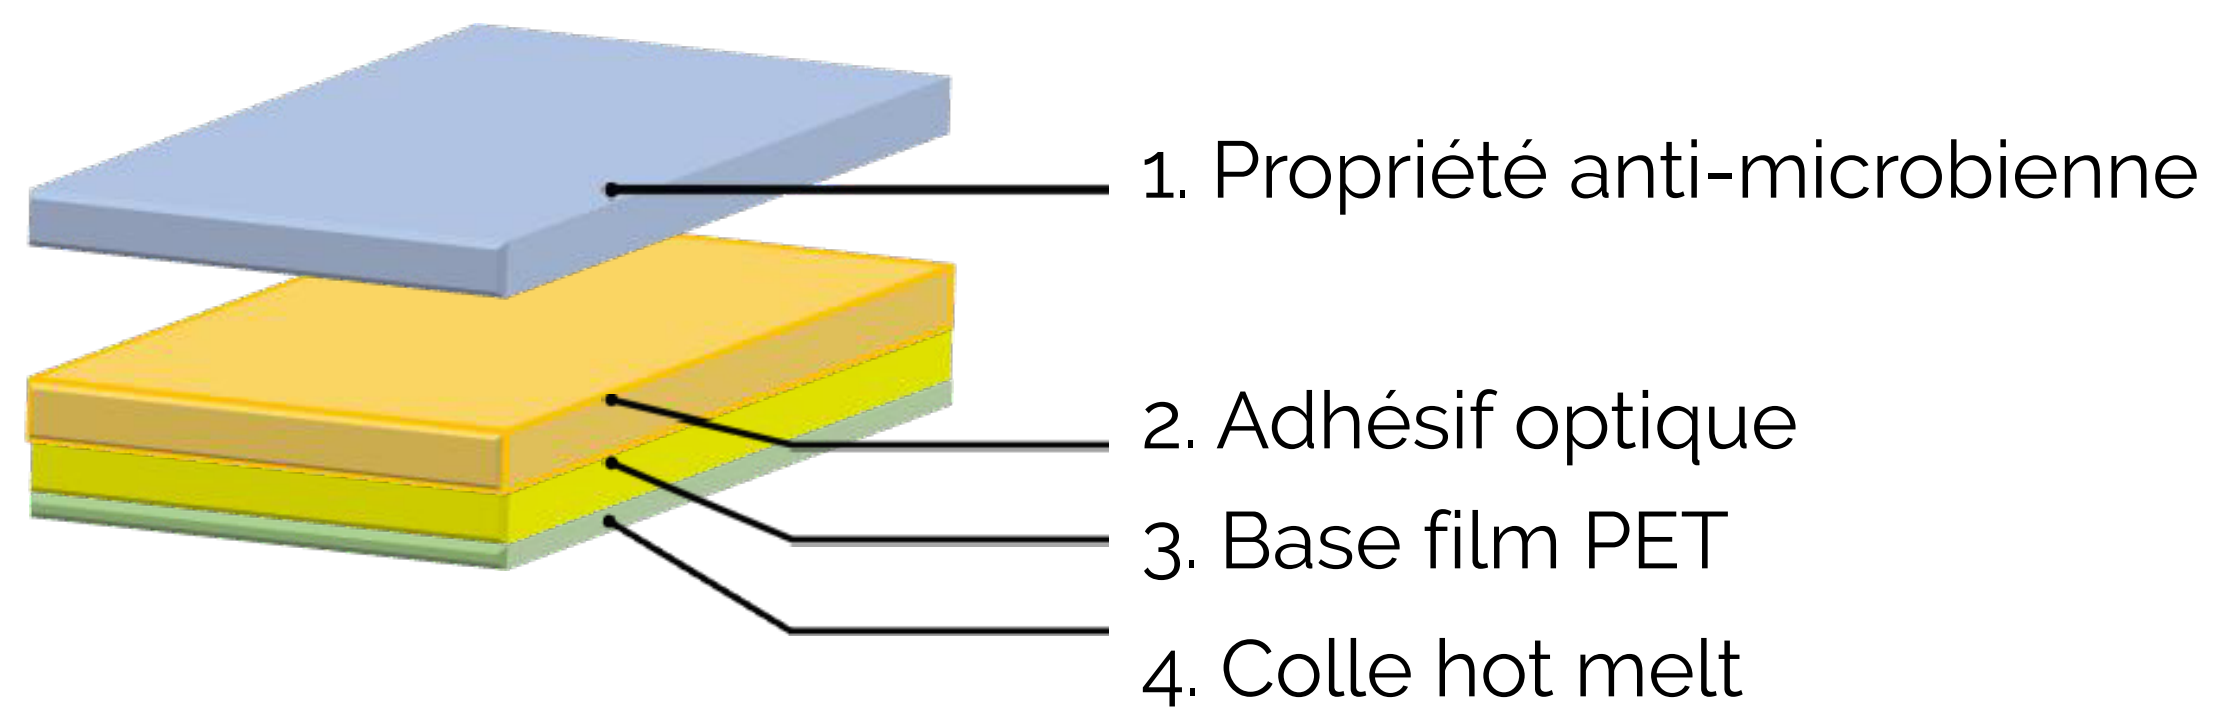 1. Propriété anti-microbienne
2. Adhésif optique
3. Base film PET
4. Colle hot melt